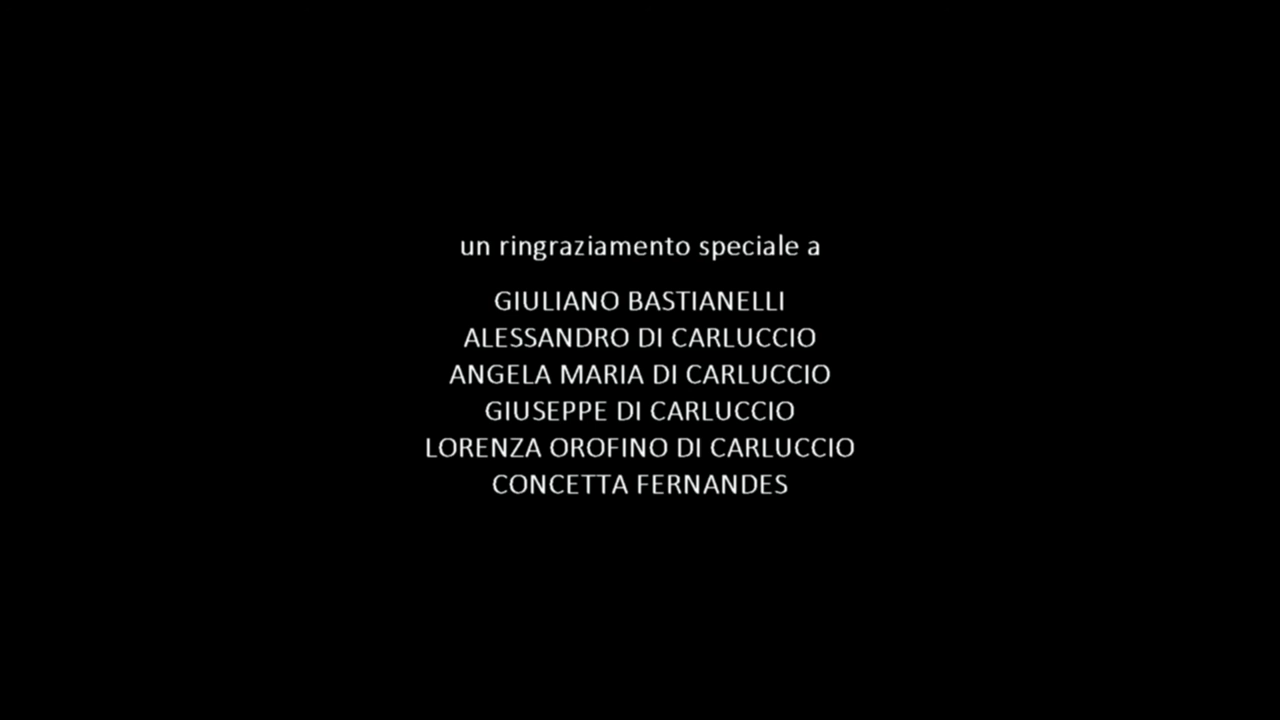 un ringraziamento speciale a
GIULIANO BASTIANELLI
ALESSANDRO DI CARLUCCIO
ANGELA MARIA DI CARLUCCIO
GIUSEPPE DI CARLUCCIO
LORENZA OROFINO DI CARLUCCIO
CONCETTA FERNANDES